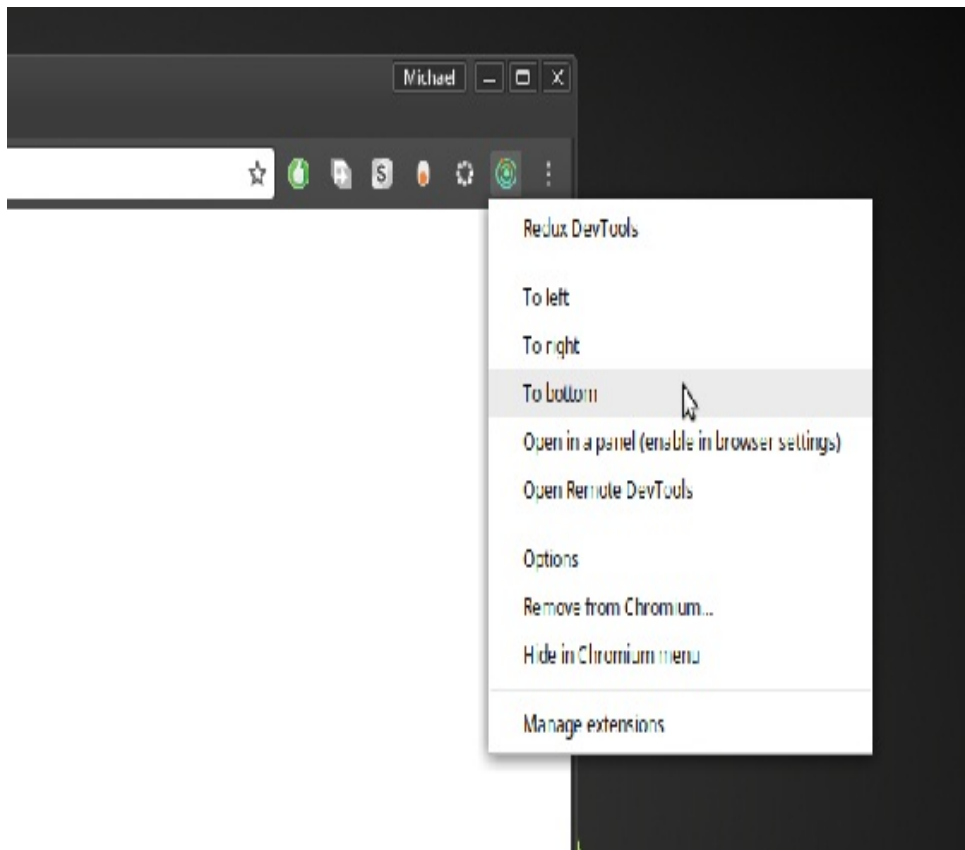 Michael
S
Redux DevTools
To left
To right
To bottom
Open in a panel (enable in browser settings)
Open Remote DevTools
Options
Remove from Chromium...
Hide in Chromium menu
Manage extensions